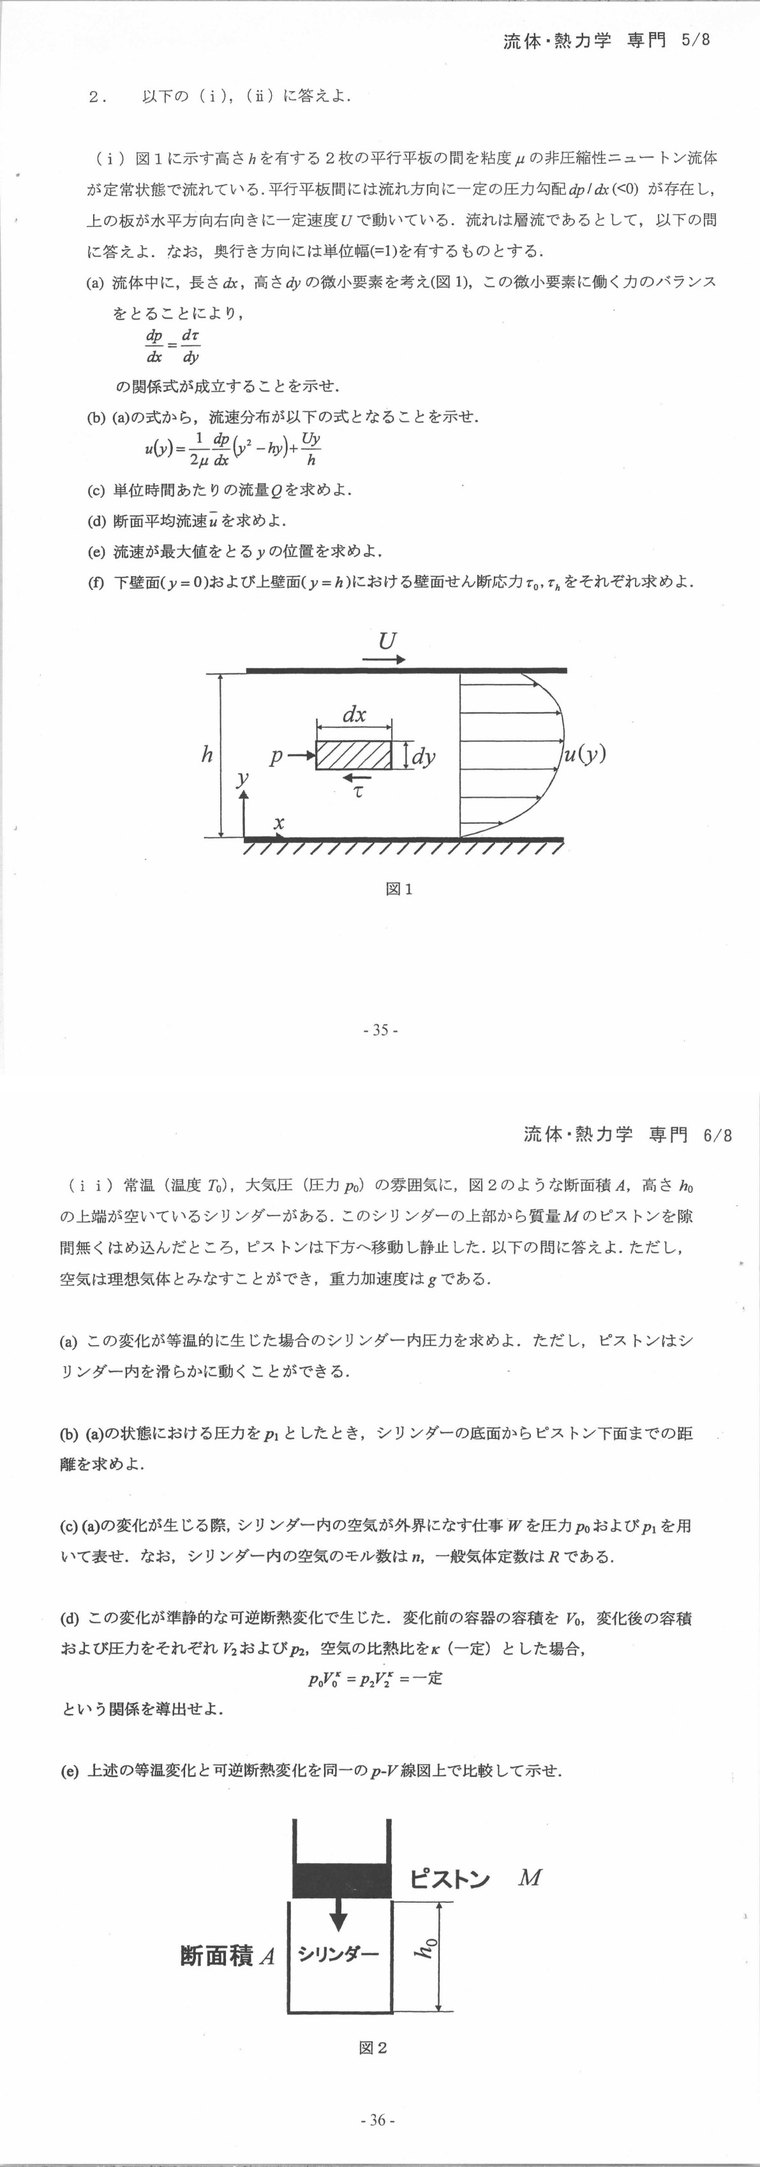 流体・熱力学 専門 5/8
2. 以下の(ⅰ),(ⅱ)に答えよ.
(ⅰ)図1に示す高さhを有する2枚の平行平板の間を粘度μの非圧縮性ニュートン流体
が定常状態で流れている.平行平板間には流れ方向に一定の圧力勾配dp/dx(<0) が存在し,
上の板が水平方向右向きに一定速度Uで動いている.流れは層流であるとして,以下の問
に答えよ.なお,奥行き方向には単位幅(=1)を有するものとする.
(a) 流体中に,長さdx,高さdyの微小要素を考え(図1),この微小要素に働く力のバランス
をとることにより,
dp/dx = dτ/dy
の関係式が成立することを示せ.
(b) (a)の式から,流速分布が以下の式となることを示せ.
u(y)= 1/2μ dp/dx (y² − hy)+ Uy/h
(c) 単位時間あたりの流量Qを求めよ.
(d) 断面平均流速ū を求めよ.
(e) 流速が最大値をとるyの位置を求めよ.
(f) 下壁面(y=0)および上壁面(y=h)における壁面せん断応力τ₀,τₕをそれぞれ求めよ.
U
dx
h
p
dy
u(y)
y
τ
x
図1
- 35 -
流体・熱力学 専門 6/8
(ii)常温(温度 T₀),大気圧(圧力p₀)の雰囲気に,図2のような断面積A,高さ h₀
の上端が空いているシリンダーがある.このシリンダーの上部から質量Mのピストンを隙
間無くはめ込んだところ,ピストンは下方へ移動し静止した.以下の問に答えよ.ただし,
空気は理想気体とみなすことができ,重力加速度はgである.
(a) この変化が等温的に生じた場合のシリンダー内圧力を求めよ.ただし,ピストンはシ
リンダー内を滑らかに動くことができる.
(b) (a)の状態における圧力をp₁としたとき,シリンダーの底面からピストン下面までの距
離を求めよ.
(c) (a)の変化が生じる際,シリンダー内の空気が外界になす仕事Wを圧力p₀およびp₁を用
いて表せ.なお,シリンダー内の空気のモル数はn,一般気体定数はRである.
(d) この変化が準静的な可逆断熱変化で生じた.変化前の容器の容積を V₀,変化後の容積
および圧力をそれぞれV₂およびp₂,空気の比熱比をκ(一定)とした場合,
p₀V₀^κ = p₂V₂^κ =一定
という関係を導出せよ.
(e) 上述の等温変化と可逆断熱変化を同一のp-V線図上で比較して示せ.
ピストン M
断面積A
シリンダー
h₀
図2
- 36 -